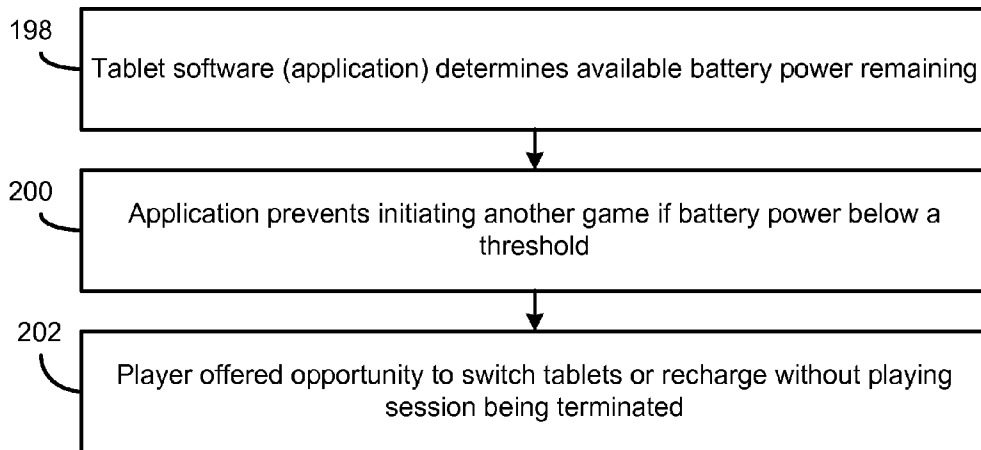 198
Tablet software (application) determines available battery power remaining
200
Application prevents initiating another game if battery power below a
threshold
202
Player offered opportunity to switch tablets or recharge without playing
session being terminated